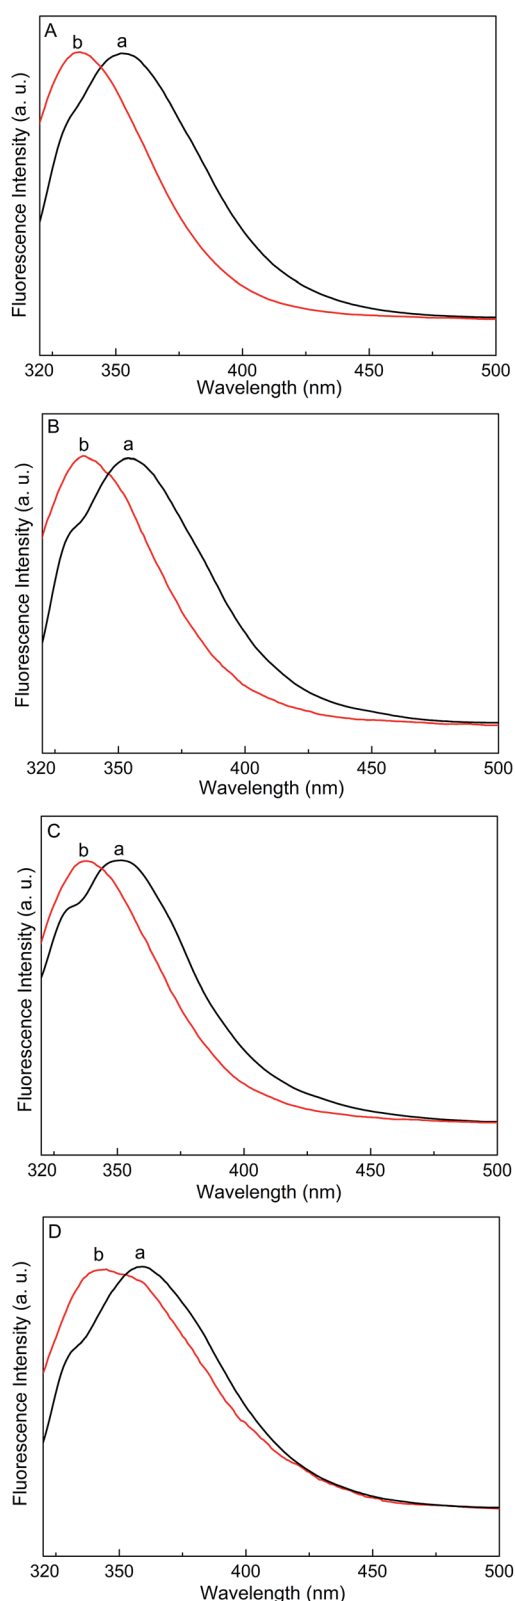 A
b a
Fluorescence Intensity (a. u.)
320 350 400 450 500
Wavelength (nm)
B
b a
Fluorescence Intensity (a. u.)
320 350 400 450 500
Wavelength (nm)
C
b a
Fluorescence Intensity (a. u.)
320 350 400 450 500
Wavelength (nm)
D
b a
Fluorescence Intensity (a. u.)
320 350 400 450 500
Wavelength (nm)